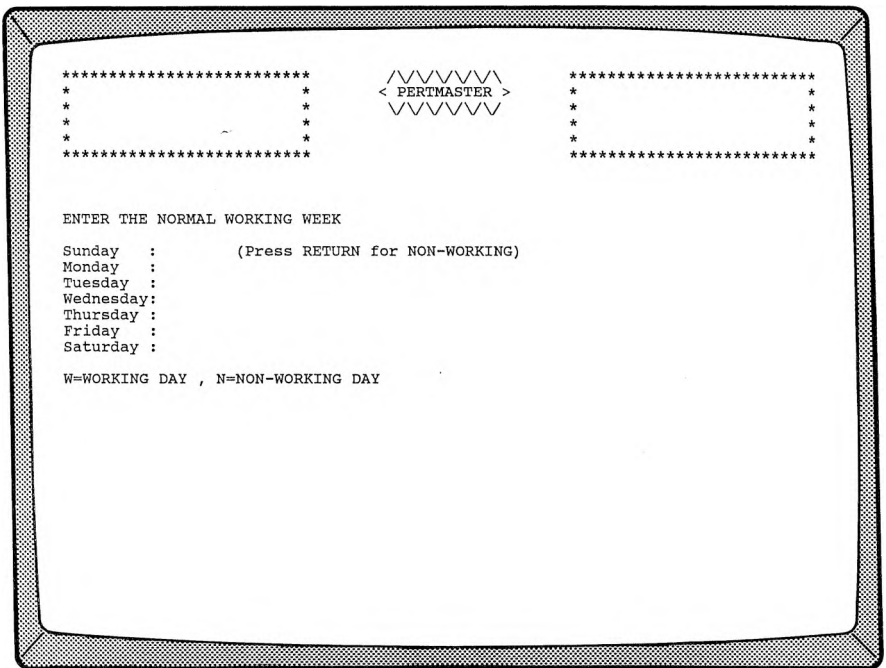 **************************   /\/\/\/\/\/\   **************************
*                        *  < PERTMASTER >  *                        *
*                        *   \/\/\/\/\/\/   *                        *
*                        *                  *                        *
*                        *                  *                        *
**************************                  **************************
ENTER THE NORMAL WORKING WEEK
Sunday   :        (Press RETURN for NON-WORKING)
Monday   :
Tuesday  :
Wednesday:
Thursday :
Friday   :
Saturday :
W=WORKING DAY , N=NON-WORKING DAY